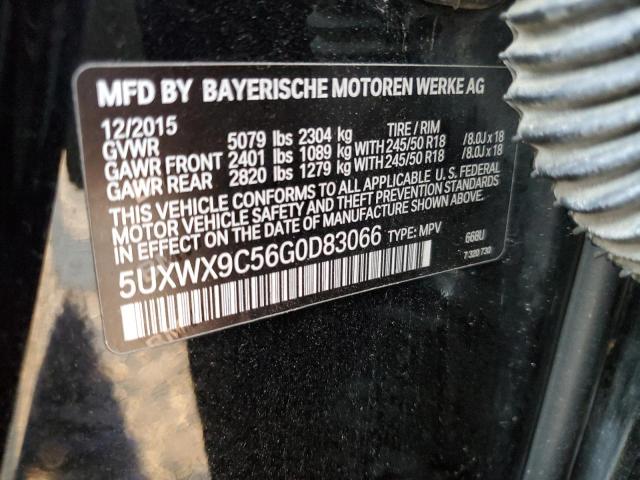 MFD BY BAYERISCHE MOTOREN WERKE AG
12/2015 TIRE / RIM
GVWR 5079 lbs 2304 kg
GAWR FRONT 2401 lbs 1089 kg WITH 245/50 R18 /8.0J x 18
GAWR REAR 2820 lbs 1279 kg WITH 245/50 R18 /8.0J x 18
THIS VEHICLE CONFORMS TO ALL APPLICABLE U.S. FEDERAL
MOTOR VEHICLE SAFETY AND THEFT PREVENTION STANDARDS
IN EFFECT ON THE DATE OF MANUFACTURE SHOWN ABOVE.
5UXWX9C56G0D83066 TYPE: MPV 668U
7 320 730